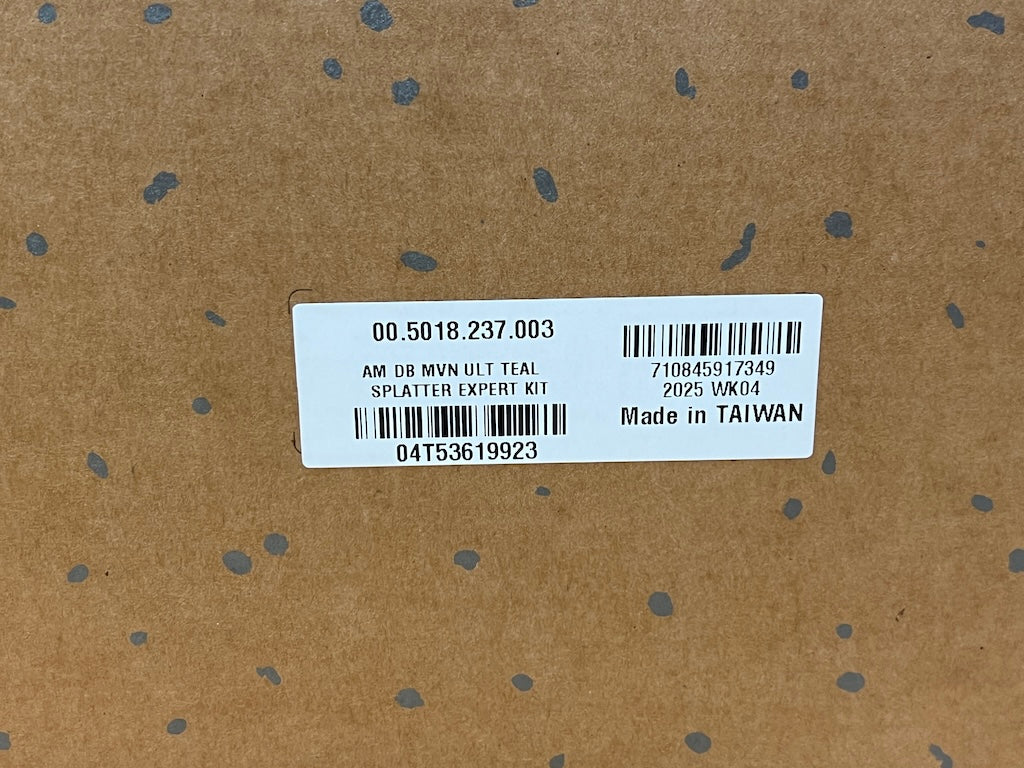 00.5018.237.003
AM DB MVN ULT TEAL
SPLATTER EXPERT KIT
04T53619923
710845917349
2025 WK04
Made in TAIWAN